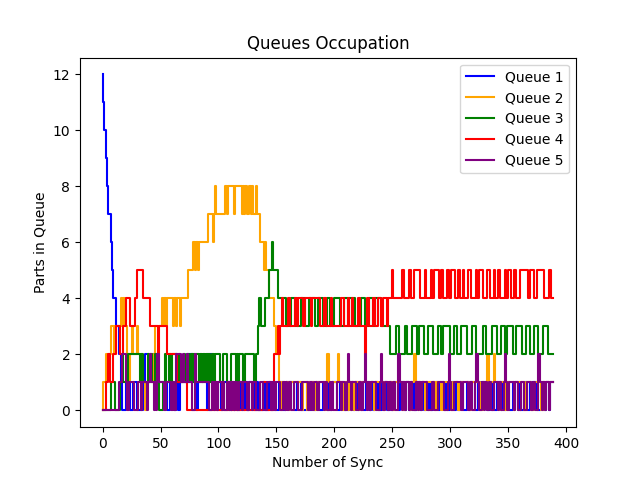 Queues Occupation
Parts in Queue
12
10
8
6
4
2
0
Queue 1
Queue 2
Queue 3
Queue 4
Queue 5
0 50 100 150 200 250 300 350 400
Number of Sync